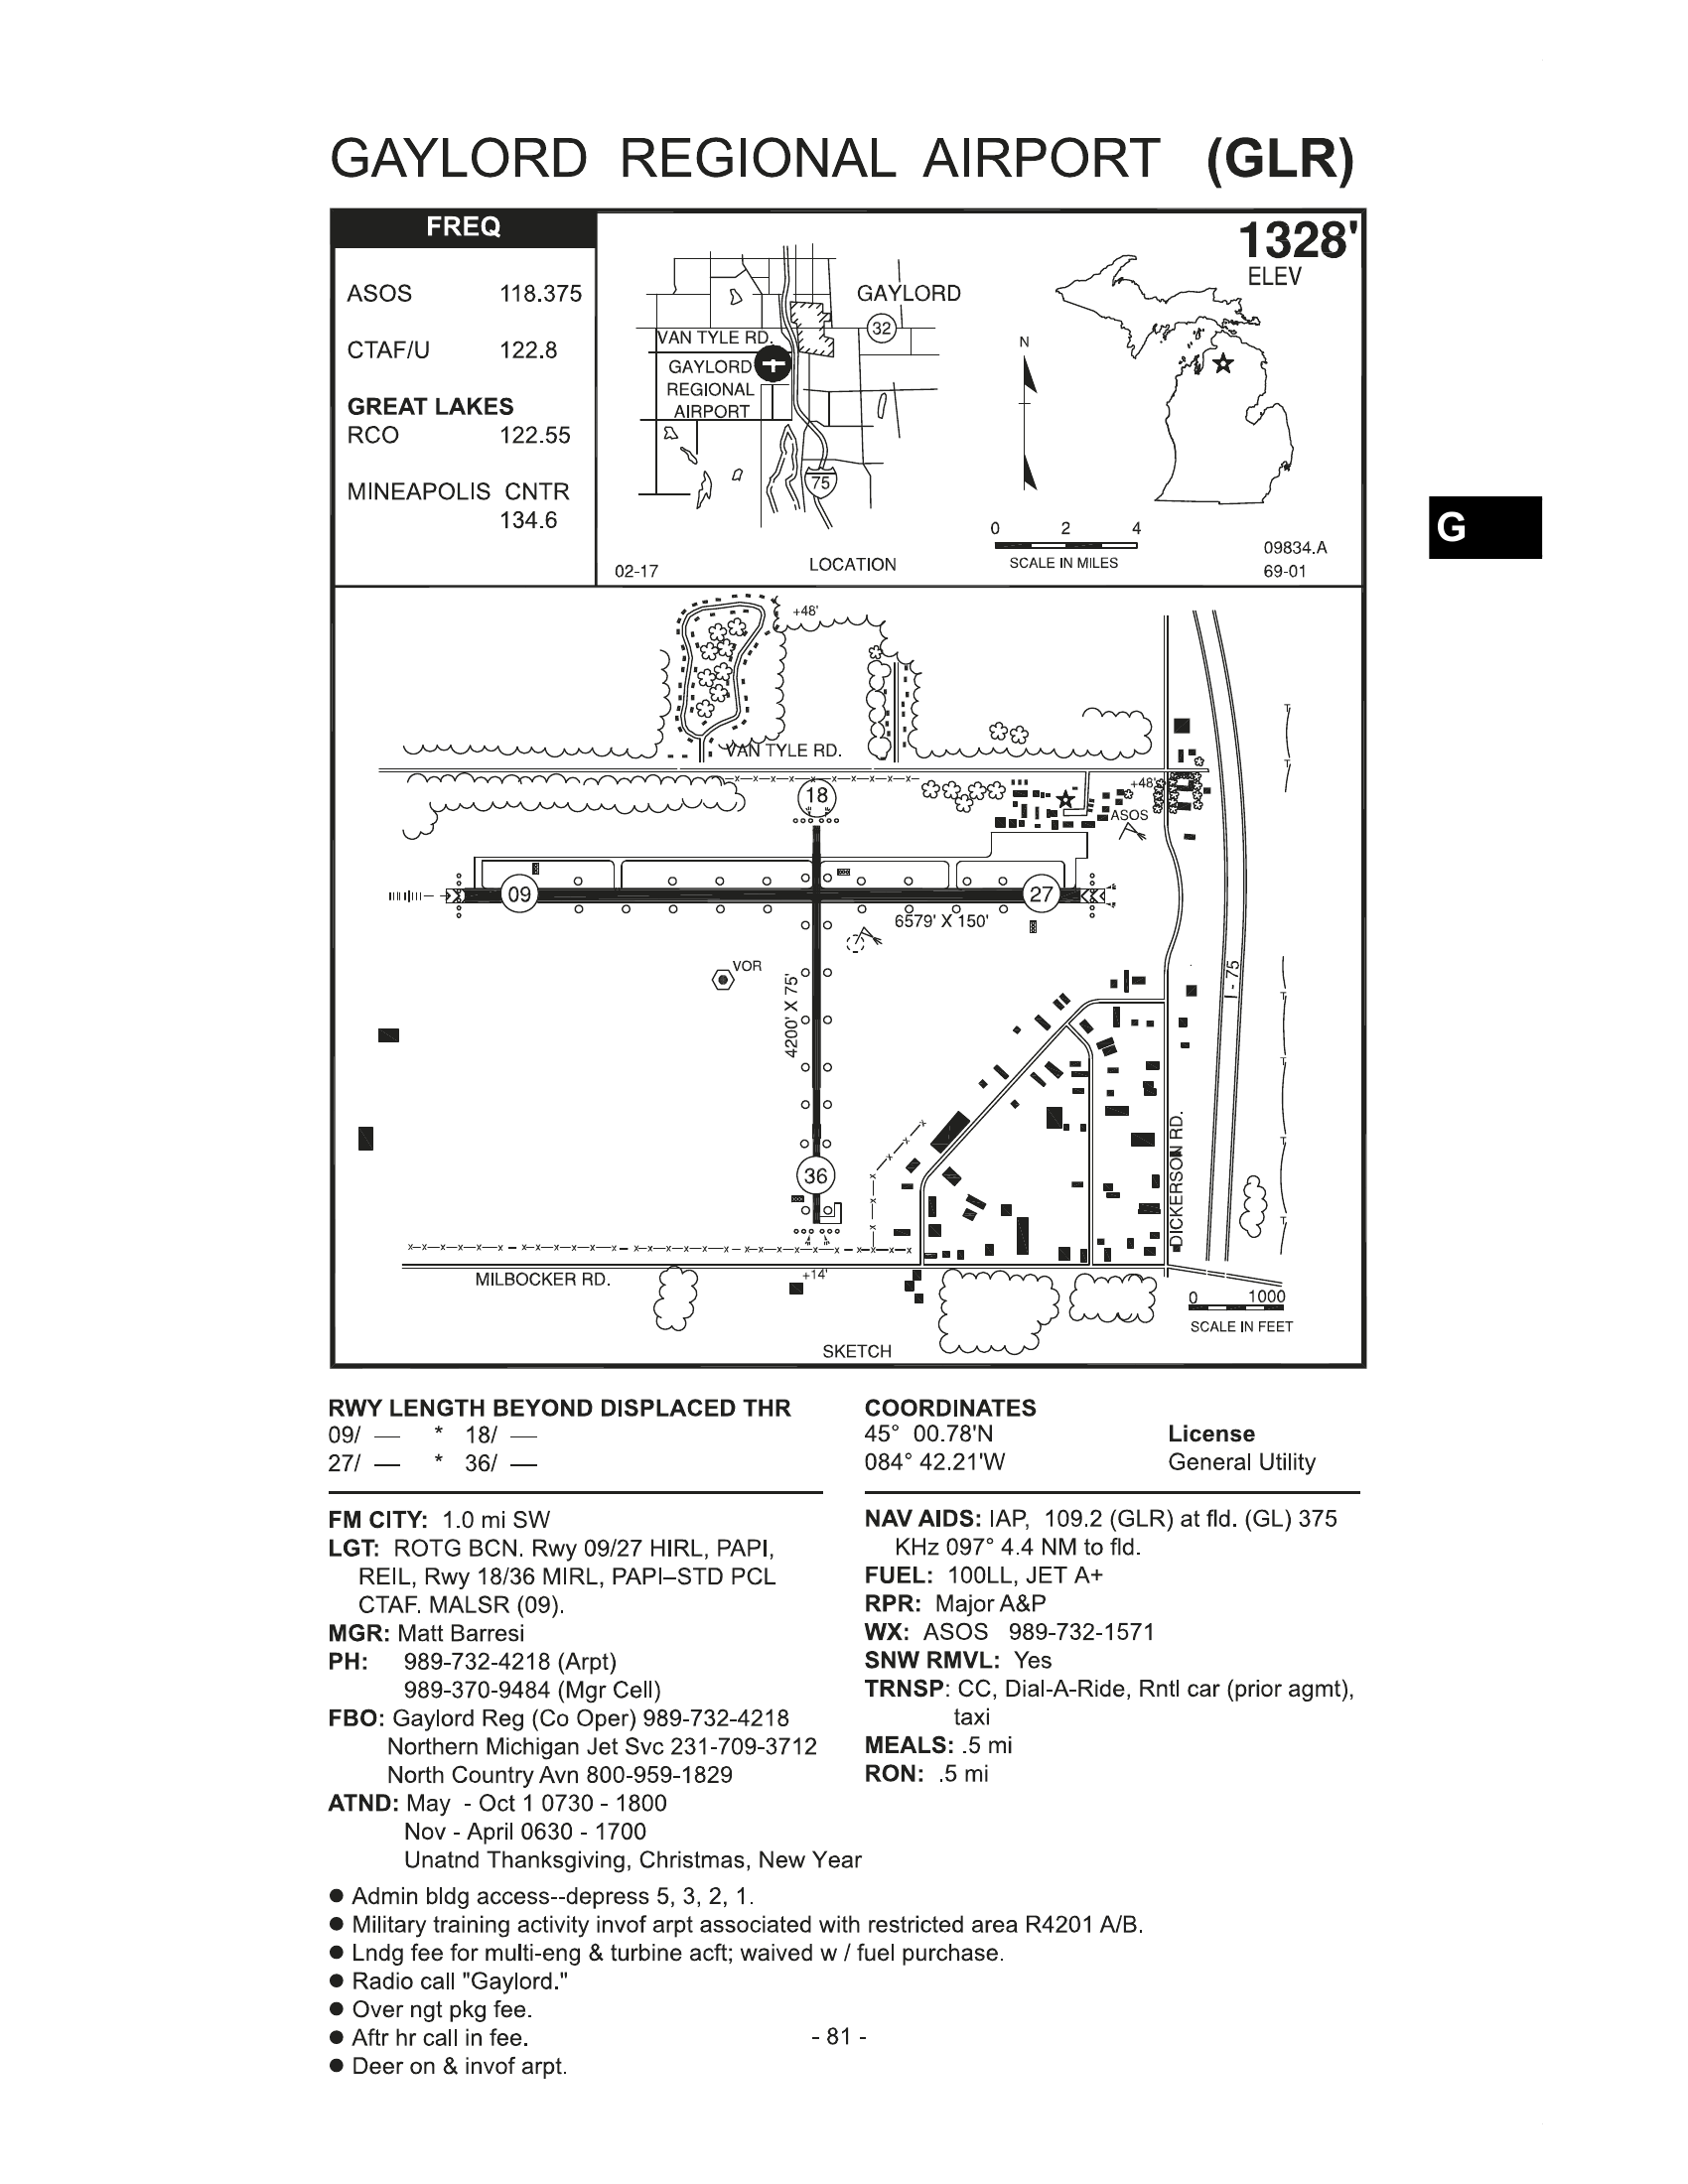 GAYLORD REGIONAL AIRPORT (GLR)
FREQ
ASOS 118.375
CTAF/U 122.8
GREAT LAKES
RCO 122.55
MINEAPOLIS CNTR
134.6
1328'
ELEV
GAYLORD
32
VAN TYLE RD.
GAYLORD
REGIONAL
AIRPORT
75
N
0 2 4
SCALE IN MILES
LOCATION
02-17
09834.A
69-01
G
+48'
VAN TYLE RD.
18
+48'
ASOS
09
27
6579' X 150'
VOR
4200' X 75'
I - 75
DICKERSON RD.
36
MILBOCKER RD.
+14'
0 1000
SCALE IN FEET
SKETCH
RWY LENGTH BEYOND DISPLACED THR
09/ — * 18/ —
27/ — * 36/ —
COORDINATES
45° 00.78'N
084° 42.21'W
License
General Utility
FM CITY: 1.0 mi SW
LGT: ROTG BCN. Rwy 09/27 HIRL, PAPI,
REIL, Rwy 18/36 MIRL, PAPI–STD PCL
CTAF. MALSR (09).
MGR: Matt Barresi
PH: 989-732-4218 (Arpt)
989-370-9484 (Mgr Cell)
FBO: Gaylord Reg (Co Oper) 989-732-4218
Northern Michigan Jet Svc 231-709-3712
North Country Avn 800-959-1829
ATND: May - Oct 1 0730 - 1800
Nov - April 0630 - 1700
Unatnd Thanksgiving, Christmas, New Year
NAV AIDS: IAP, 109.2 (GLR) at fld. (GL) 375
KHz 097° 4.4 NM to fld.
FUEL: 100LL, JET A+
RPR: Major A&P
WX: ASOS 989-732-1571
SNW RMVL: Yes
TRNSP: CC, Dial-A-Ride, Rntl car (prior agmt),
taxi
MEALS: .5 mi
RON: .5 mi
● Admin bldg access--depress 5, 3, 2, 1.
● Military training activity invof arpt associated with restricted area R4201 A/B.
● Lndg fee for multi-eng & turbine acft; waived w / fuel purchase.
● Radio call "Gaylord."
● Over ngt pkg fee.
● Aftr hr call in fee.
● Deer on & invof arpt.
- 81 -